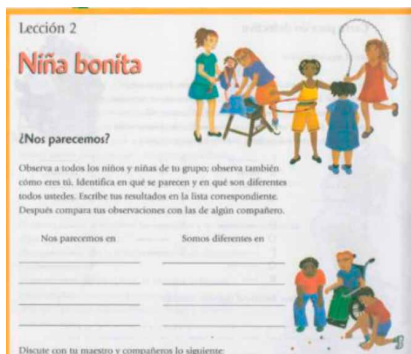 Lección 2
Niña bonita
¿Nos parecemos?
Observa a todos los niños y niñas de tu grupo; observa también
cómo eres tú. Identifica en qué se parecen y en qué son diferentes
todos ustedes. Escribe tus resultados en la lista correspondiente.
Después compara tus observaciones con las de algún compañero.
Nos parecemos en Somos diferentes en
Discute con tu maestro y compañeros lo siguiente: